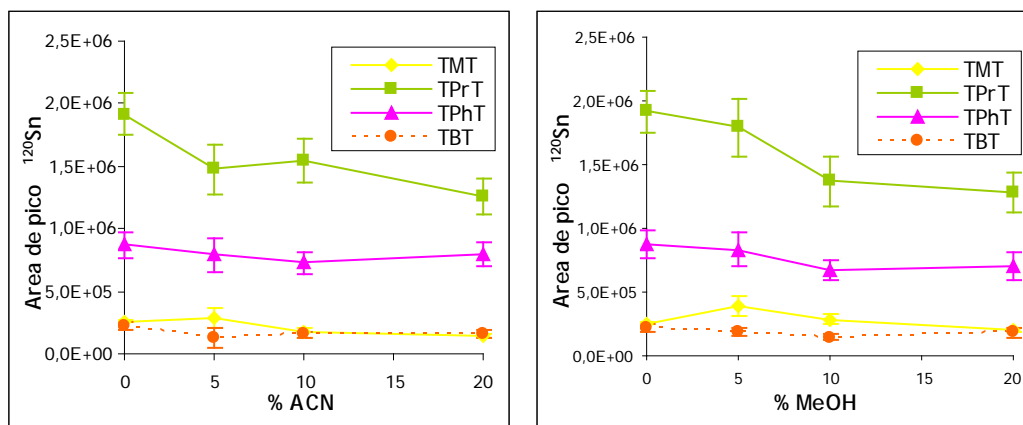 2,5E+06
2,0E+06
1,5E+06
1,0E+06
5,0E+05
0,0E+00
Area de pico ¹²⁰Sn
TMT
TPrT
TPhT
TBT
0 5 10 15 20
% ACN
2,5E+06
2,0E+06
1,5E+06
1,0E+06
5,0E+05
0,0E+00
Area de pico ¹²⁰Sn
TMT
TPrT
TPhT
TBT
0 5 10 15 20
% MeOH